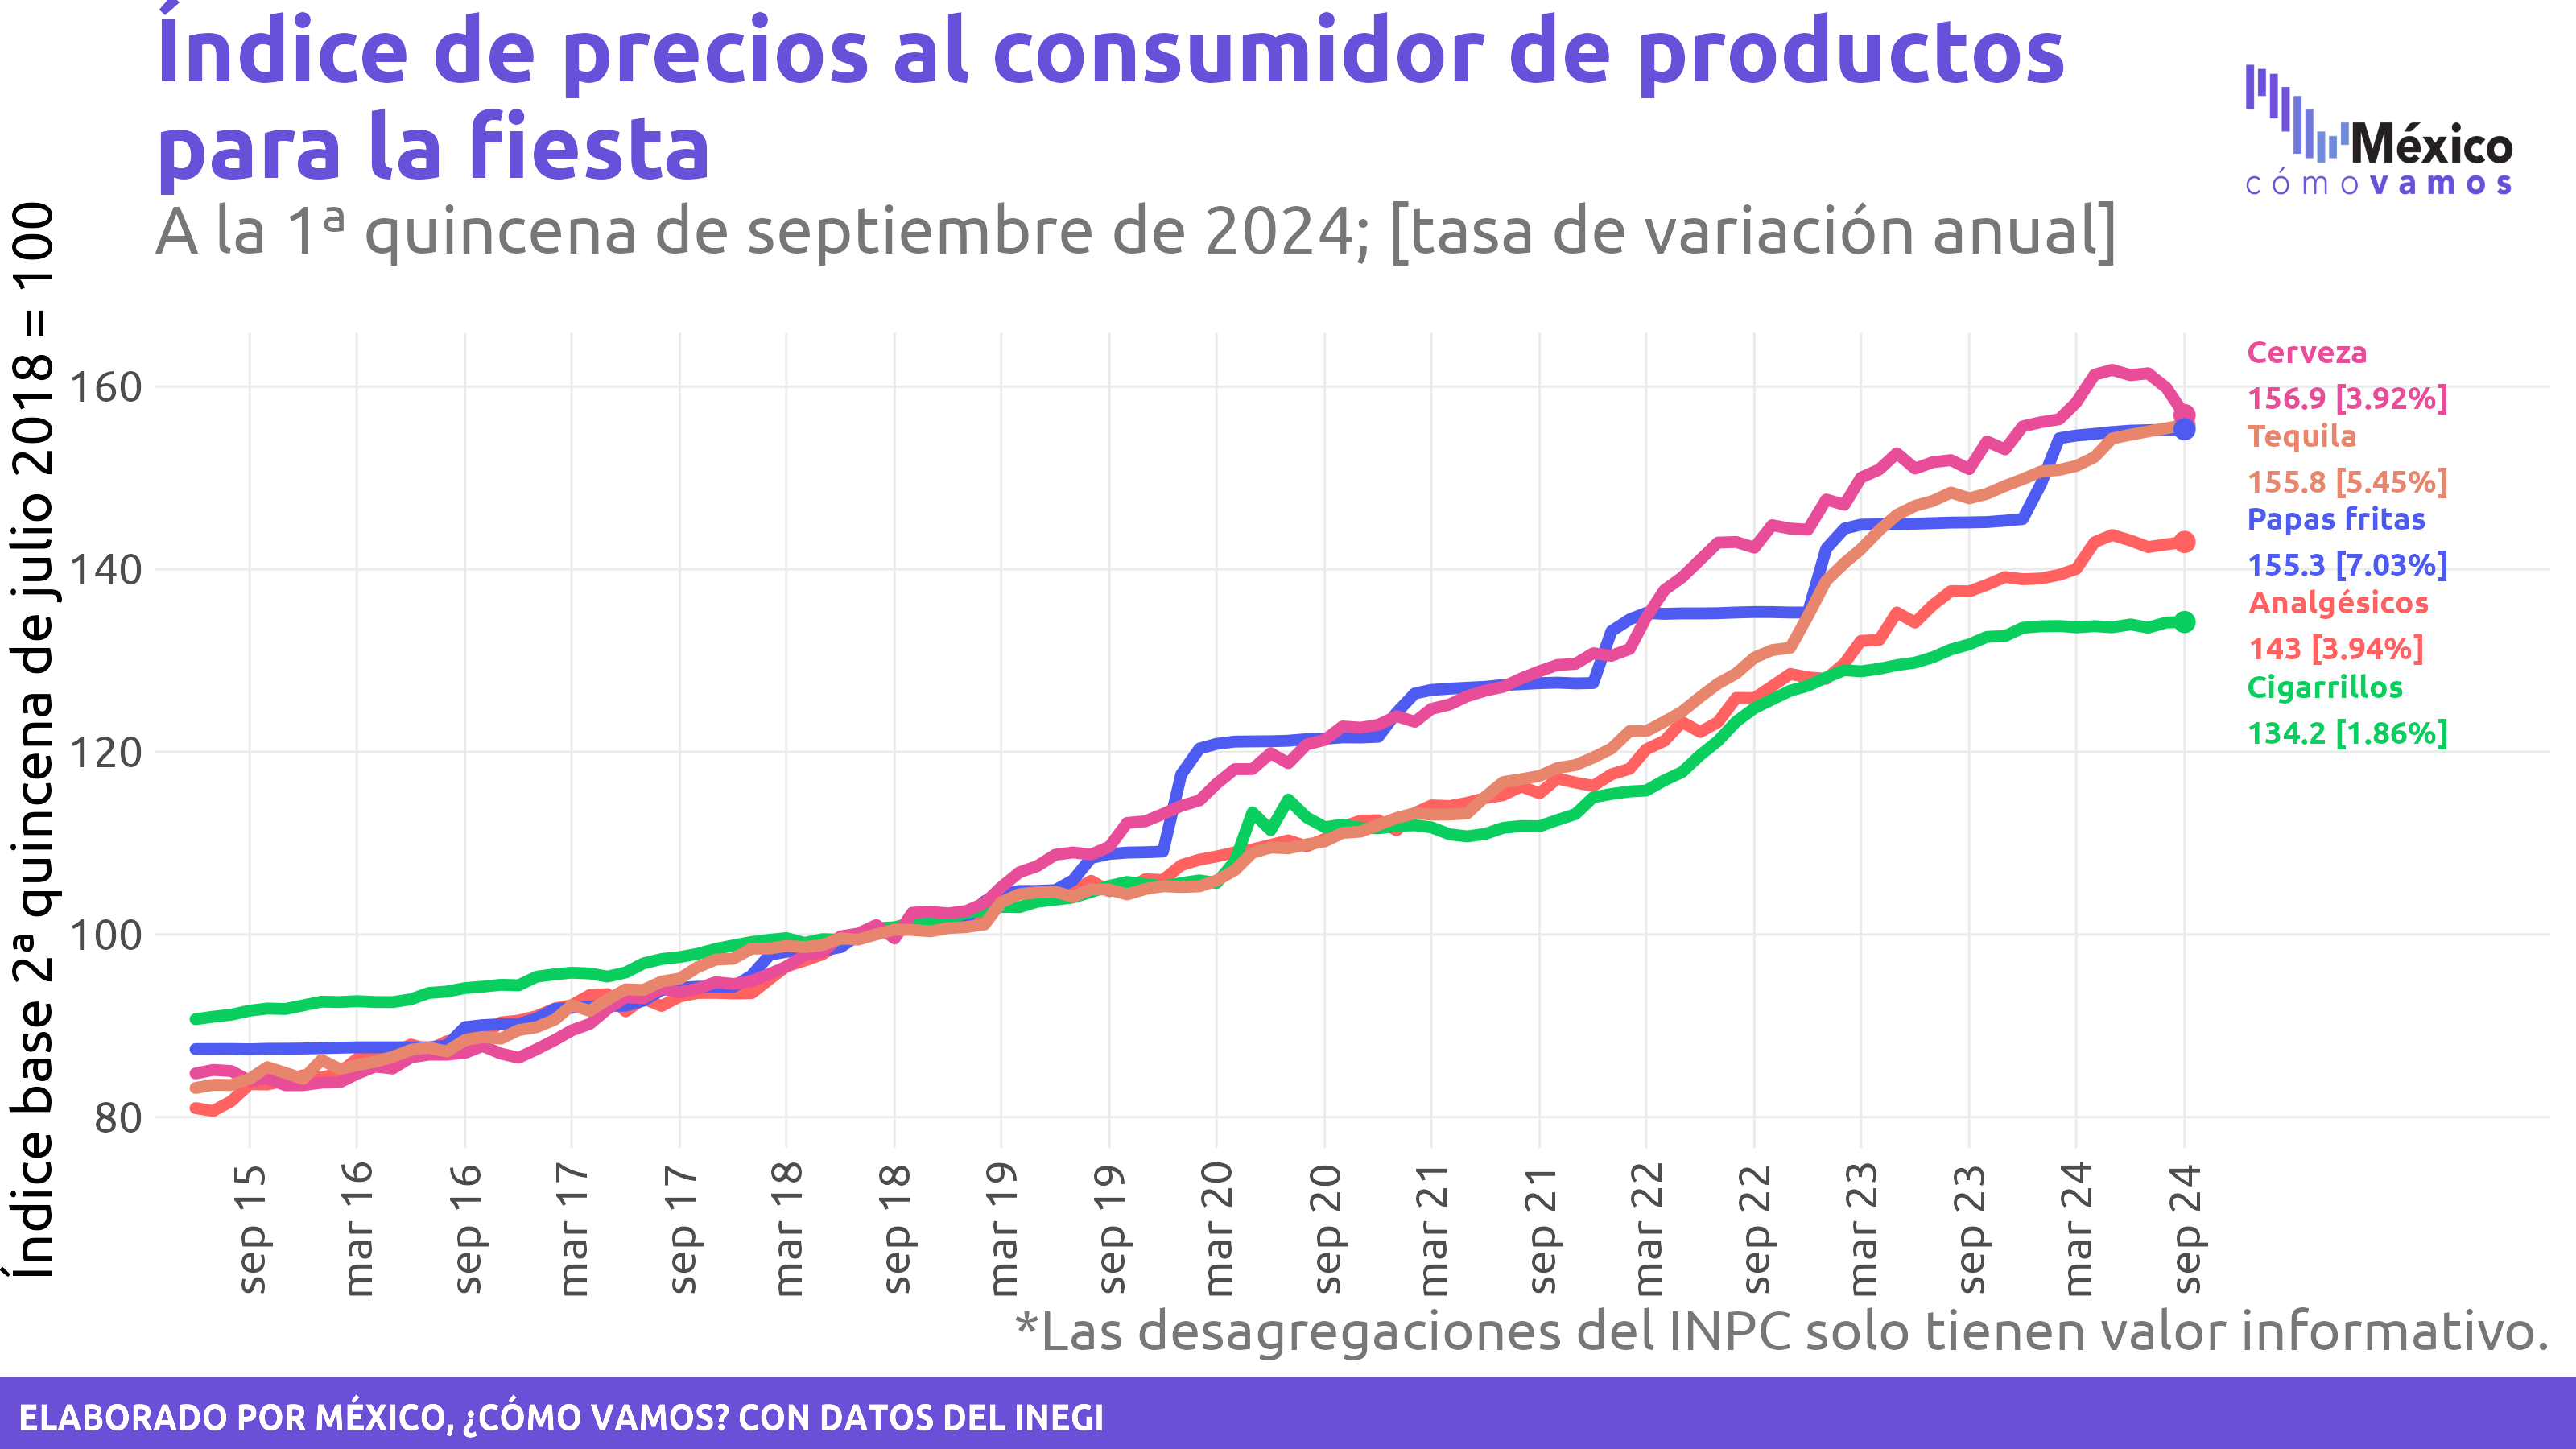 Índice de precios al consumidor de productos
para la fiesta
A la 1ª quincena de septiembre de 2024; [tasa de variación anual]
México
cómo vamos
Índice base 2ª quincena de julio 2018 = 100
160
140
120
100
80
Cerveza
156.9 [3.92%]
Tequila
155.8 [5.45%]
Papas fritas
155.3 [7.03%]
Analgésicos
143 [3.94%]
Cigarrillos
134.2 [1.86%]
sep 15
mar 16
sep 16
mar 17
sep 17
mar 18
sep 18
mar 19
sep 19
mar 20
sep 20
mar 21
sep 21
mar 22
sep 22
mar 23
sep 23
mar 24
sep 24
*Las desagregaciones del INPC solo tienen valor informativo.
ELABORADO POR MÉXICO, ¿CÓMO VAMOS? CON DATOS DEL INEGI